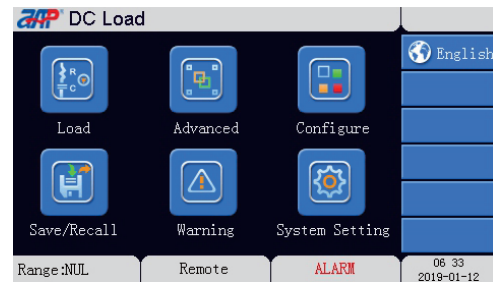 AAP® DC Load
English
R
C
Load
Advanced
Configure
Save/Recall
Warning
System Setting
Range:NUL
Remote
ALARM
06 33
2019-01-12